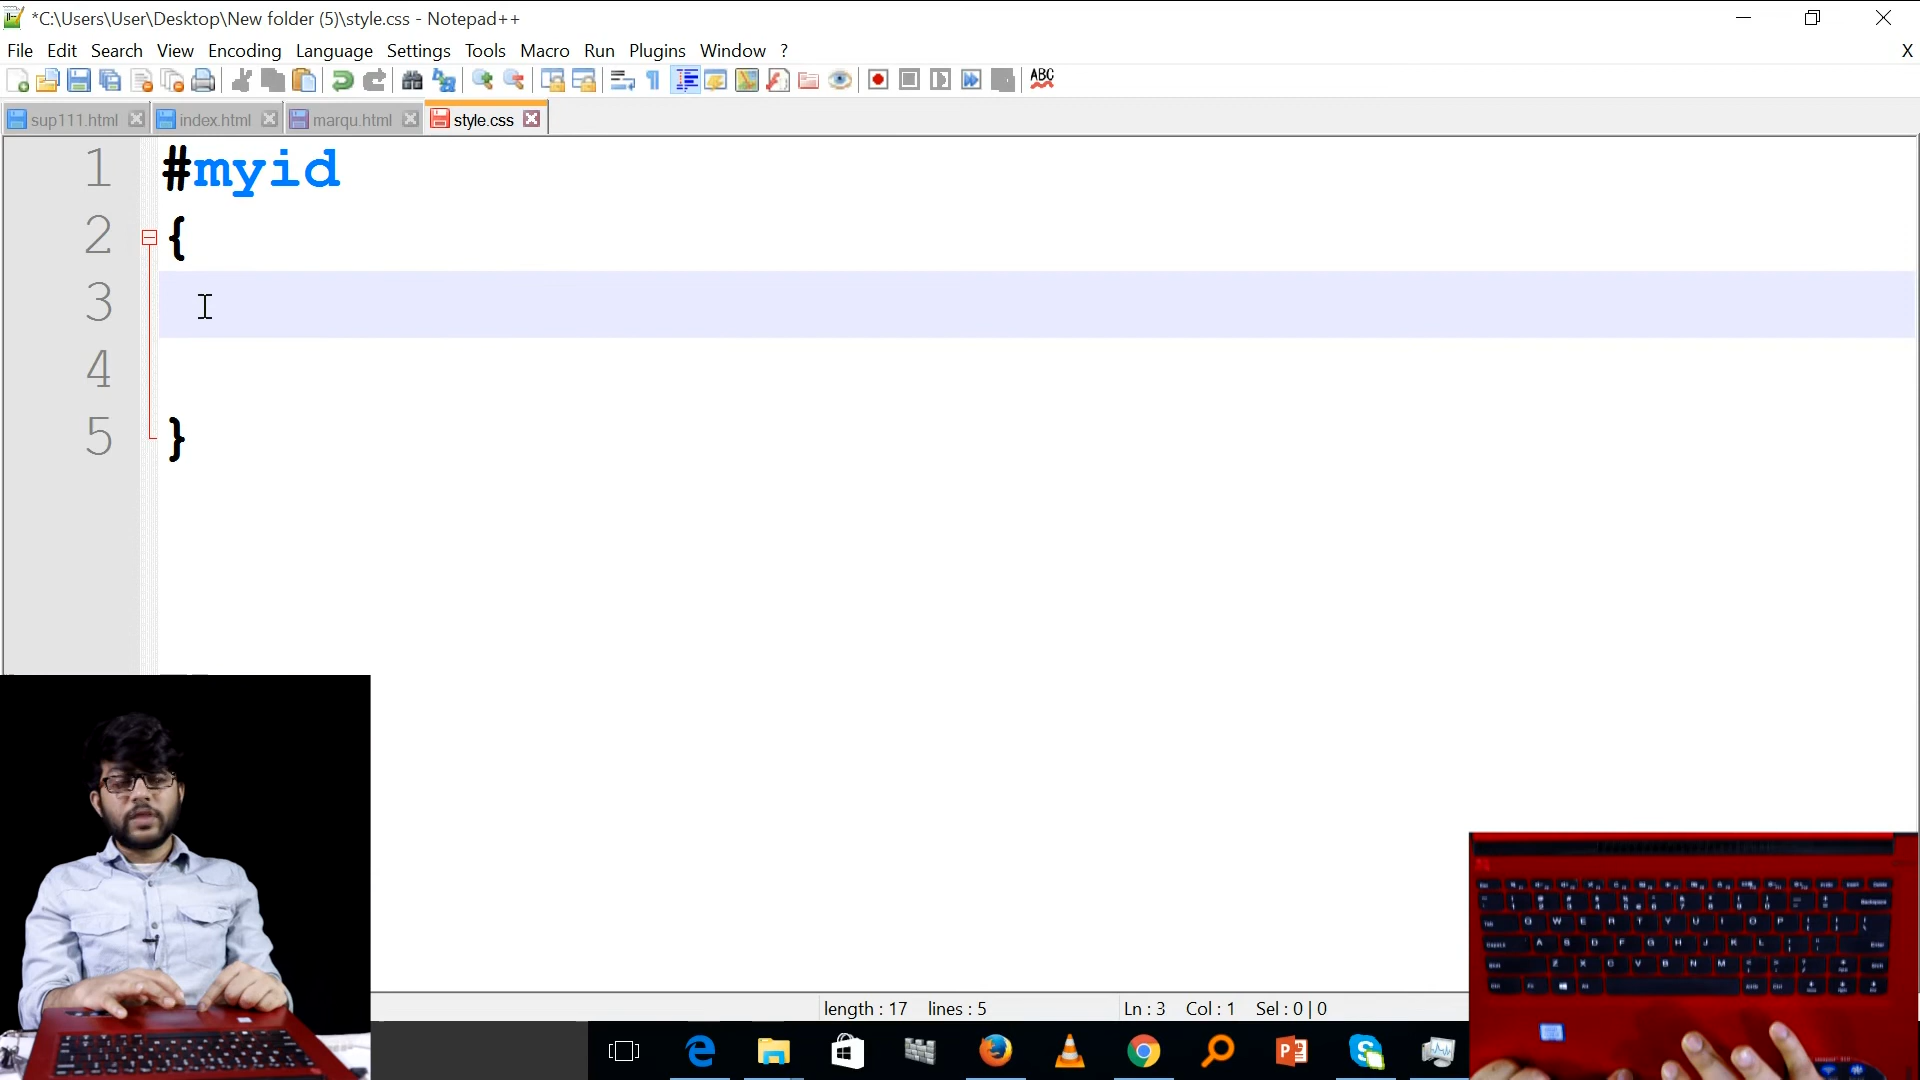 *C:\Users\User\Desktop\New folder (5)\style.css - Notepad++
File Edit Search View Encoding Language Settings Tools Macro Run Plugins Window ? X
ABC
sup111.html index.html marqu.html style.css
1 #myid
2 {
3
4
5 }
length : 17 lines : 5 Ln : 3 Col : 1 Sel : 0 | 0